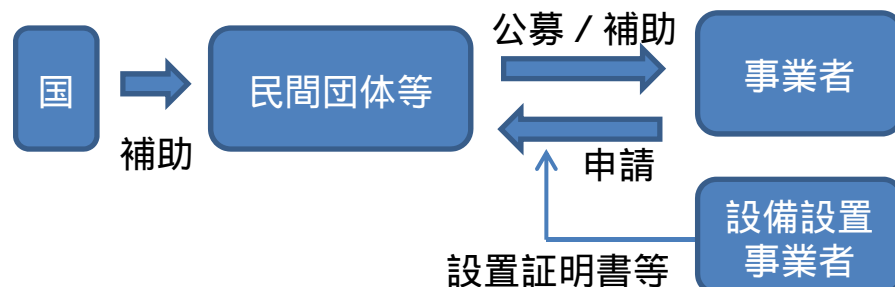 公募 / 補助
国
民間団体等
事業者
補助
申請
設備設置
事業者
設置証明書等